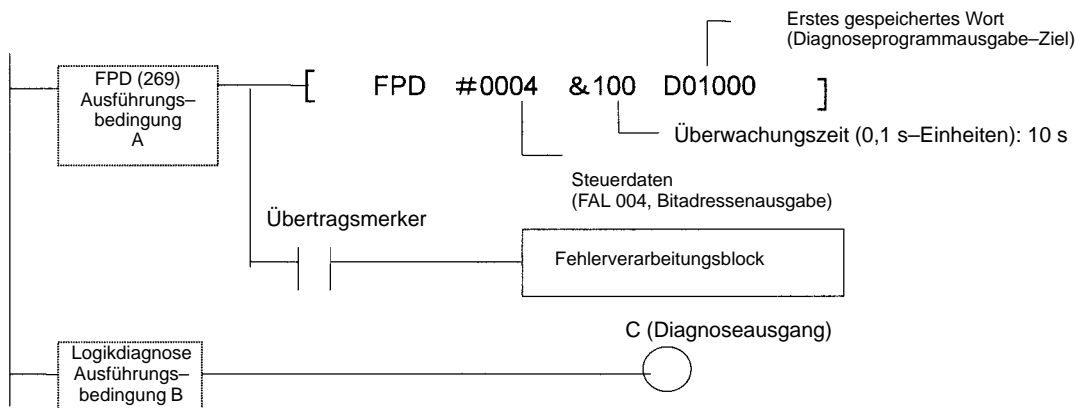 Erstes gespeichertes Wort
(Diagnoseprogrammausgabe–Ziel)
FPD (269)
Ausführungs–
bedingung
A
[ FPD #0004 &100 D01000 ]
Überwachungszeit (0,1 s–Einheiten): 10 s
Steuerdaten
(FAL 004, Bitadressenausgabe)
Übertragsmerker
Fehlerverarbeitungsblock
C (Diagnoseausgang)
Logikdiagnose
Ausführungs–
bedingung B